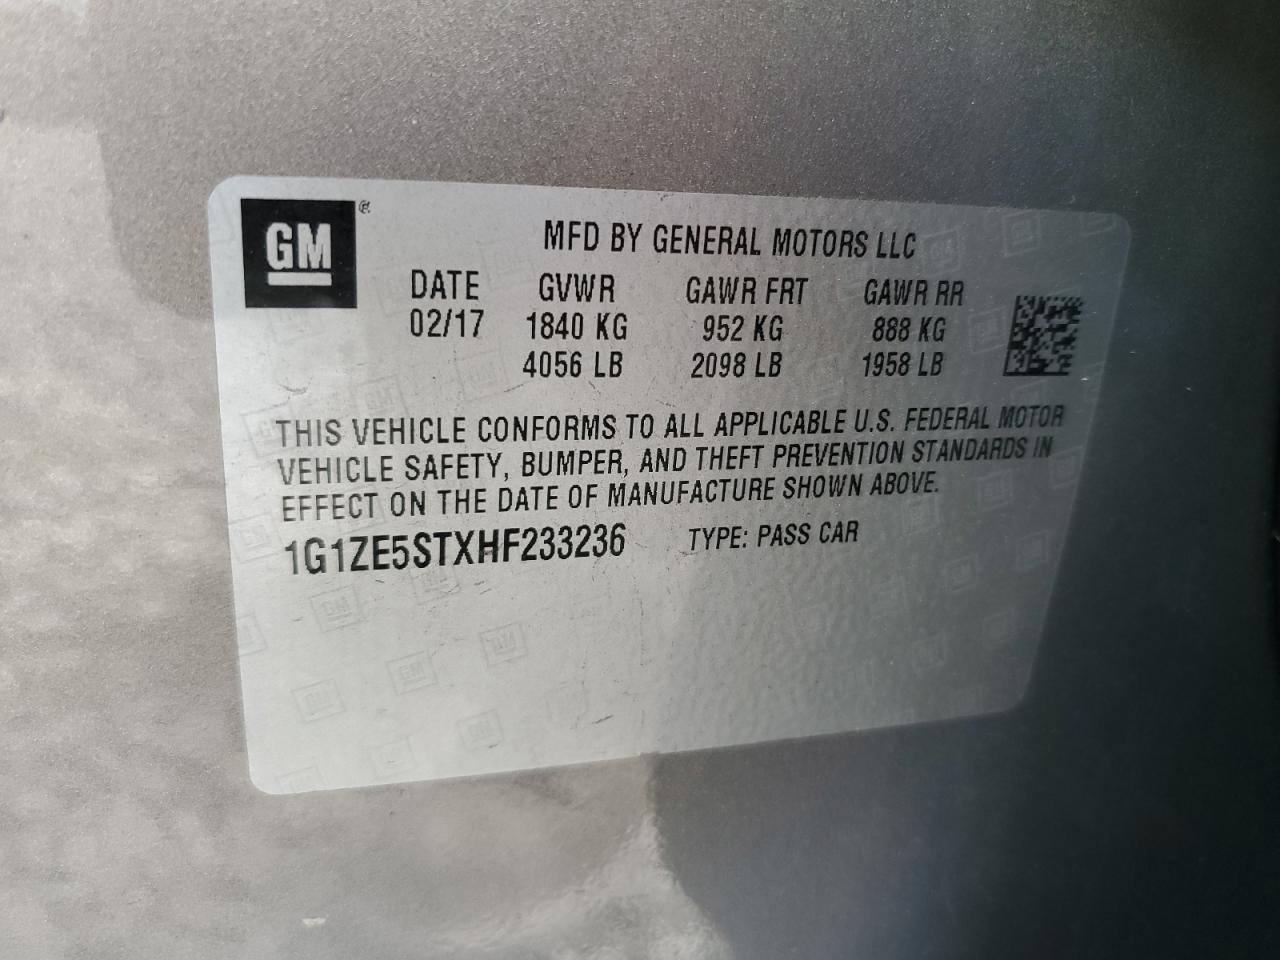 GM ®
MFD BY GENERAL MOTORS LLC
DATE GVWR GAWR FRT GAWR RR
02/17 1840 KG 952 KG 888 KG
4056 LB 2098 LB 1958 LB
THIS VEHICLE CONFORMS TO ALL APPLICABLE U.S. FEDERAL MOTOR
VEHICLE SAFETY, BUMPER, AND THEFT PREVENTION STANDARDS IN
EFFECT ON THE DATE OF MANUFACTURE SHOWN ABOVE.
1G1ZE5STXHF233236 TYPE: PASS CAR